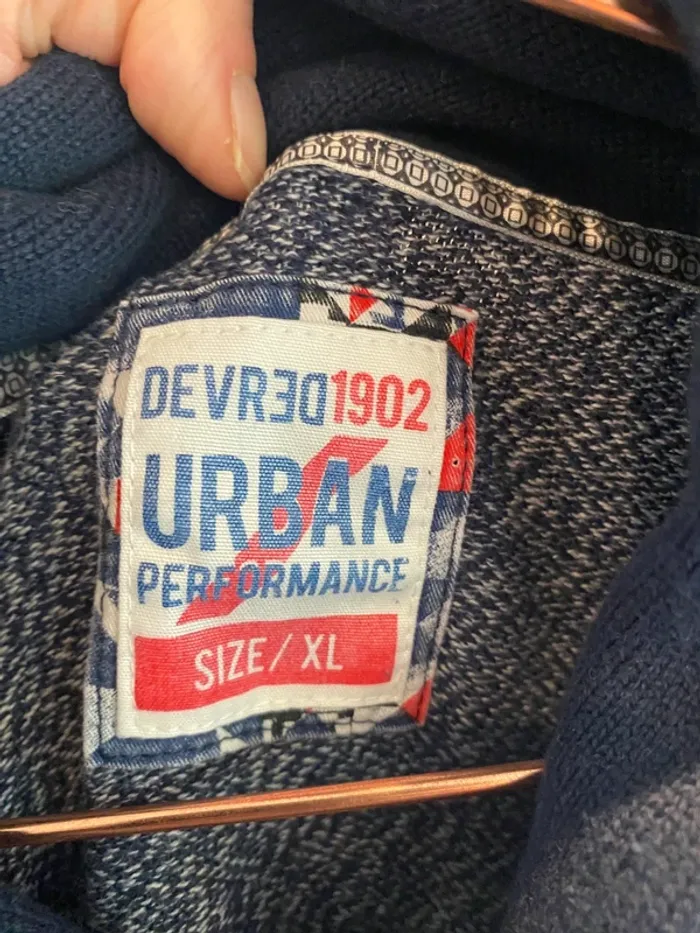 DEVRED1902
URBAN
PERFORMANCE
SIZE/ XL